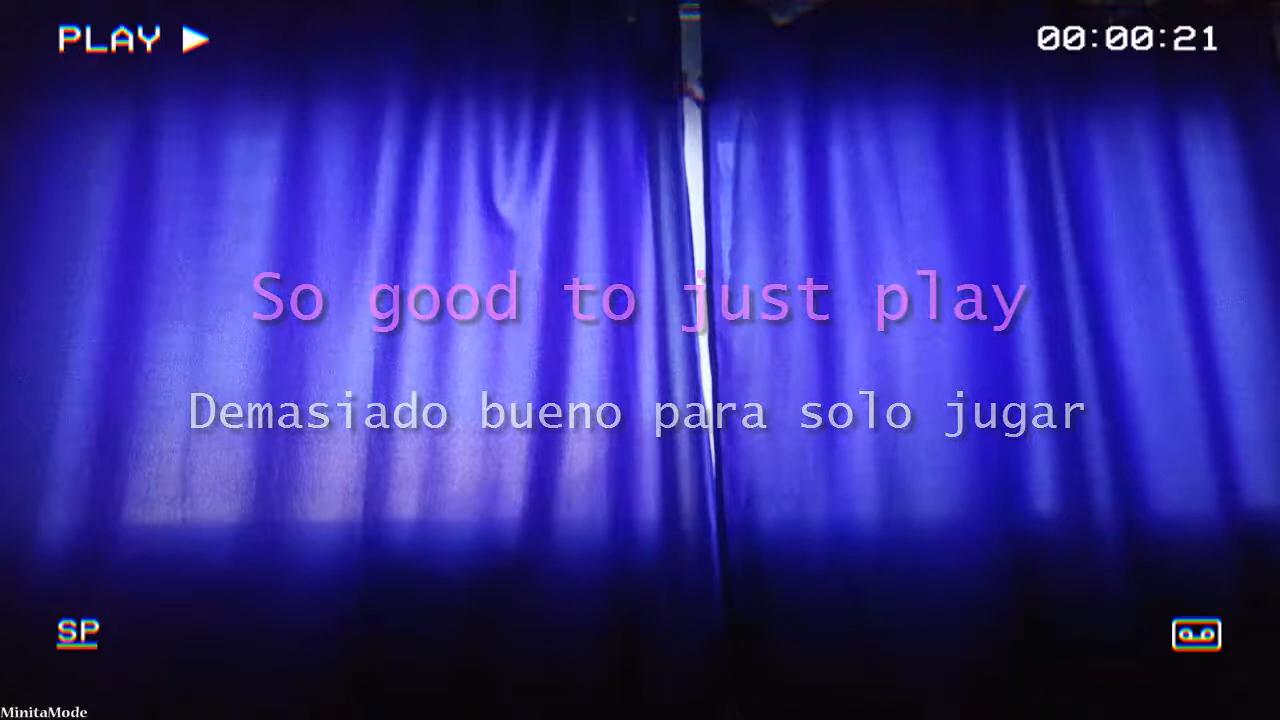 PLAY
00:00:21
So good to just play
Demasiado bueno para solo jugar
SP
MinitaMode